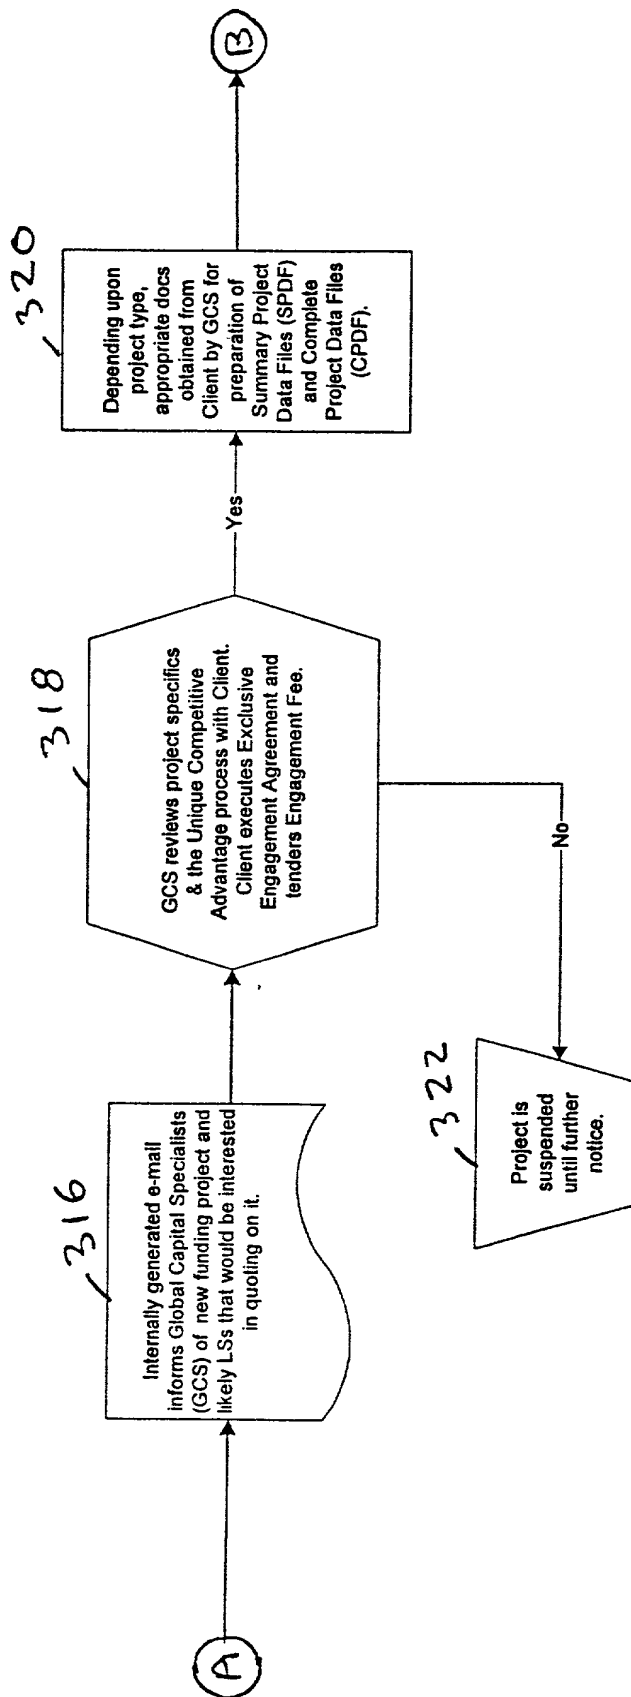 A
316
Internally generated e-mail
informs Global Capital Specialists
(GCS) of new funding project and
likely LSs that would be interested
in quoting on it.
318
GCS reviews project specifics
& the Unique Competitive
Advantage process with Client.
Client executes Exclusive
Engagement Agreement and
tenders Engagement Fee.
Yes
320
Depending upon
project type,
appropriate docs
obtained from
Client by GCS for
preparation of
Summary Project
Data Files (SPDF)
and Complete
Project Data Files
(CPDF).
B
No
322
Project is
suspended
until further
notice.